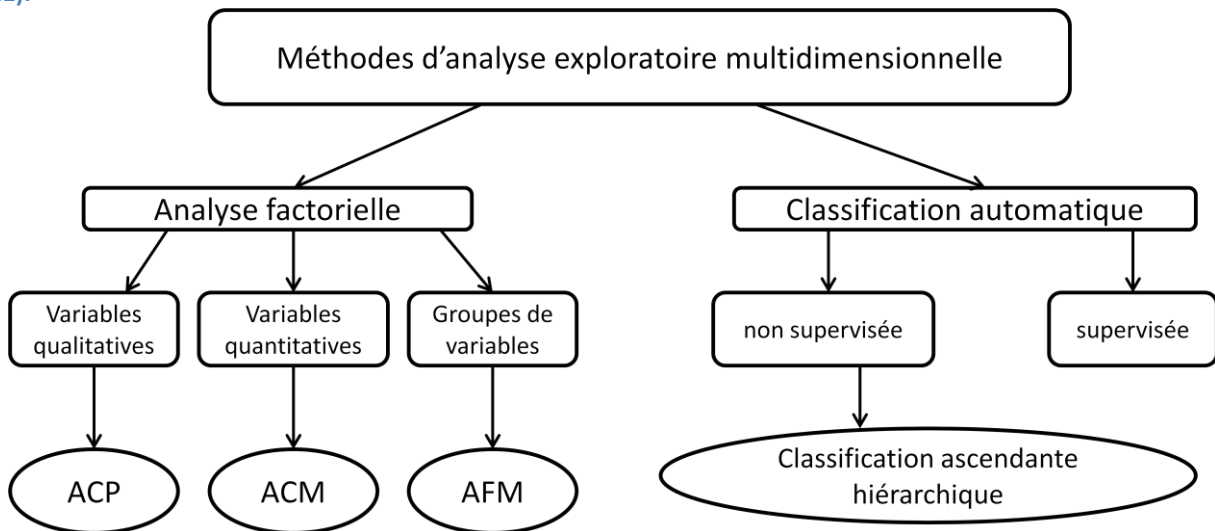 Méthodes d'analyse exploratoire multidimensionnelle
Analyse factorielle
Classification automatique
Variables
qualitatives
Variables
quantitatives
Groupes de
variables
non supervisée
supervisée
ACP
ACM
AFM
Classification ascendante
hiérarchique